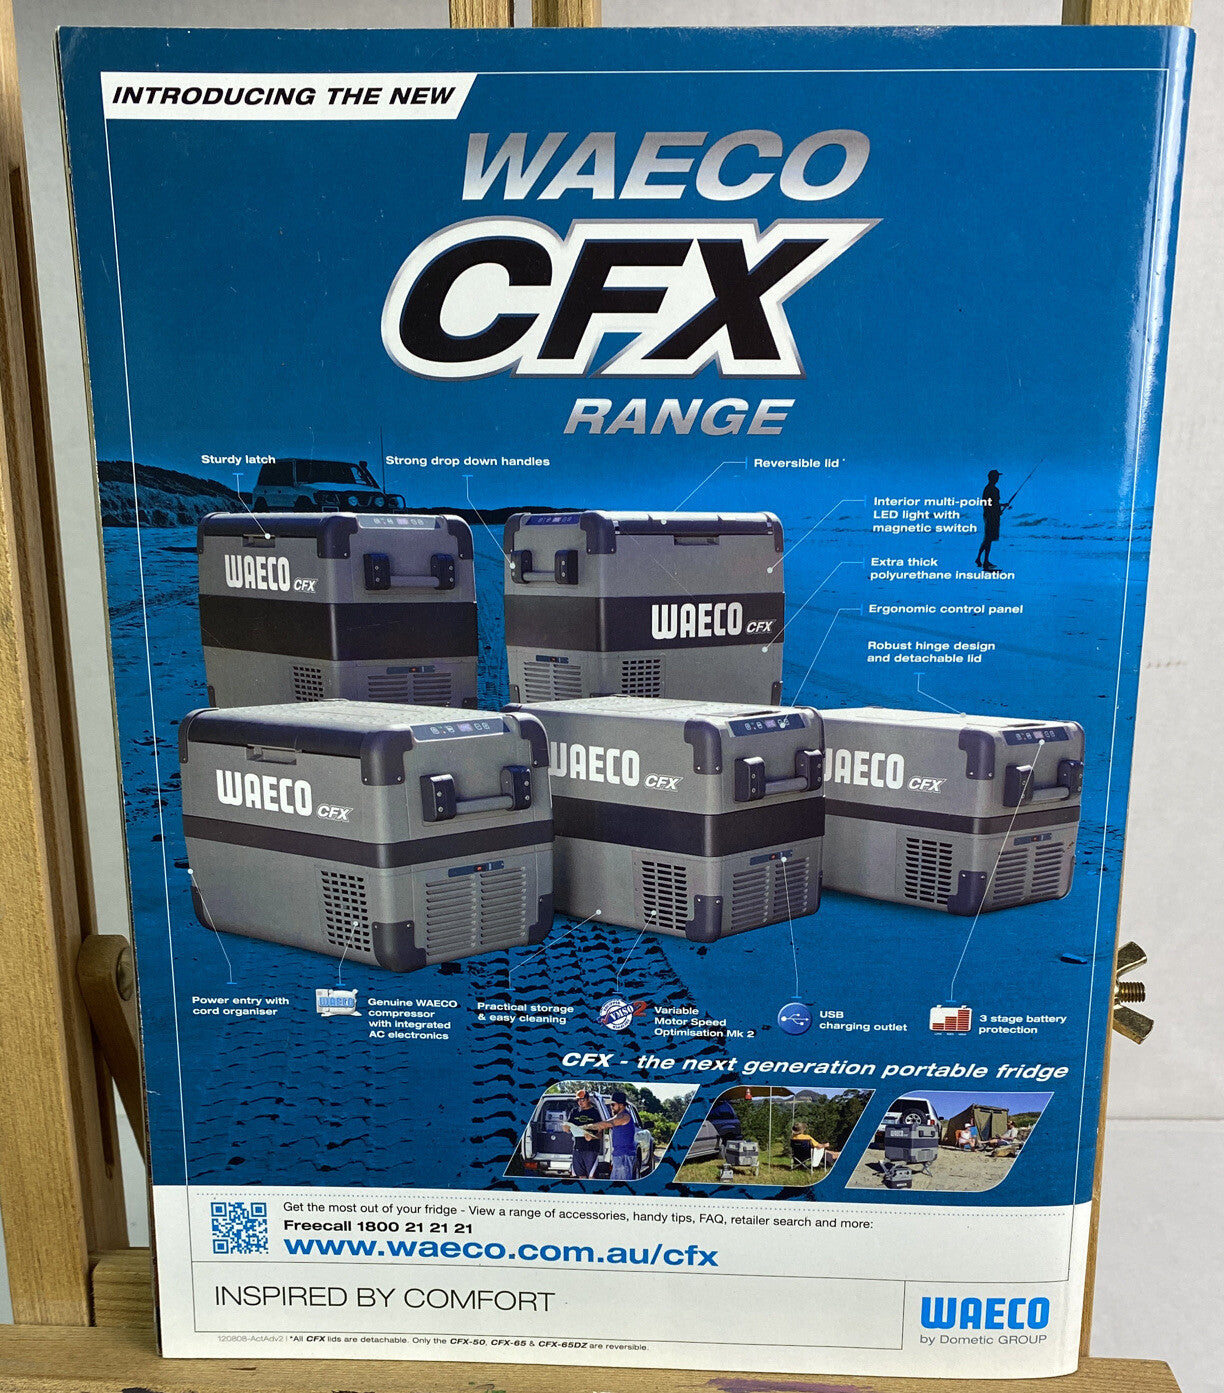 INTRODUCING THE NEW
WAECO
CFX
RANGE
Sturdy latch
Strong drop down handles
Reversible lid*
Interior multi-point
LED light with
magnetic switch
Extra thick
polyurethane insulation
Ergonomic control panel
Robust hinge design
and detachable lid
WAECO CFX
WAECO CFX
WAECO CFX
WAECO CFX
WAECO CFX
Power entry with
cord organiser
WAECO
Genuine WAECO
compressor
with integrated
AC electronics
Practical storage
& easy cleaning
VMSO 2
Variable
Motor Speed
Optimisation Mk 2
USB
charging outlet
3 stage battery
protection
CFX - the next generation portable fridge
Get the most out of your fridge - View a range of accessories, handy tips, FAQ, retailer search and more:
Freecall 1800 21 21 21
www.waeco.com.au/cfx
INSPIRED BY COMFORT
WAECO
by Dometic GROUP
120808-ActAdv2 | *All CFX lids are detachable. Only the CFX-50, CFX-65 & CFX-65DZ are reversible.